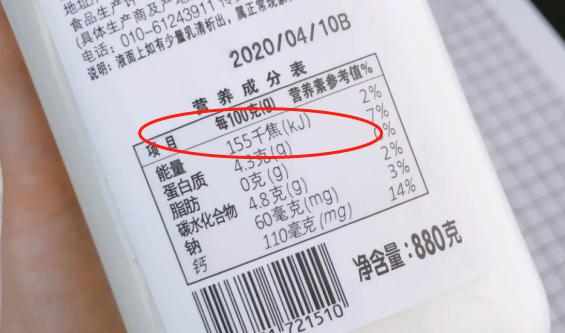 食品生产许
(具体生产商及产地
电话: 010-61243911
说明: 液面上如有少量乳清析出, 属正常现象
2020/04/10B
营养成分表
项目 每100克(g) 营养素参考值%
能量 155千焦(kJ) 2%
蛋白质 4.3克(g) 7%
脂肪 0克(g) 0%
碳水化合物 4.8克(g) 2%
钠 60毫克(mg) 3%
钙 110毫克(mg) 14%
净含量:880克
721510